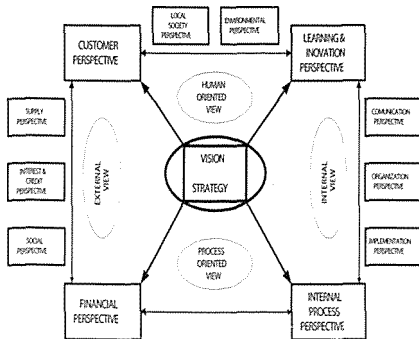 LOCAL
SOCIETY
PERSPECTIVE
ENVIRONMENTAL
PERSPECTIVE
CUSTOMER
PERSPECTIVE
LEARNING &
INOVATION
PERSPECTIVE
HUMAN
ORIENTED
VIEW
SUPPLY
PERSPECTIVE
COMUNICATION
PERSPECTIVE
EXTERNAL
VIEW
VISION
STRATEGY
INTERNAL
VIEW
INTEREST &
CREDIT
PERSPECTIVE
ORGANIZATION
PERSPECTIVE
SOCIAL
PERSPECTIVE
IMPLEMENTATION
PERSPECTIVE
PROCESS
ORIENTED
VIEW
FINANCIAL
PERSPECTIVE
INTERNAL
PROCESS
PERSPECTIVE